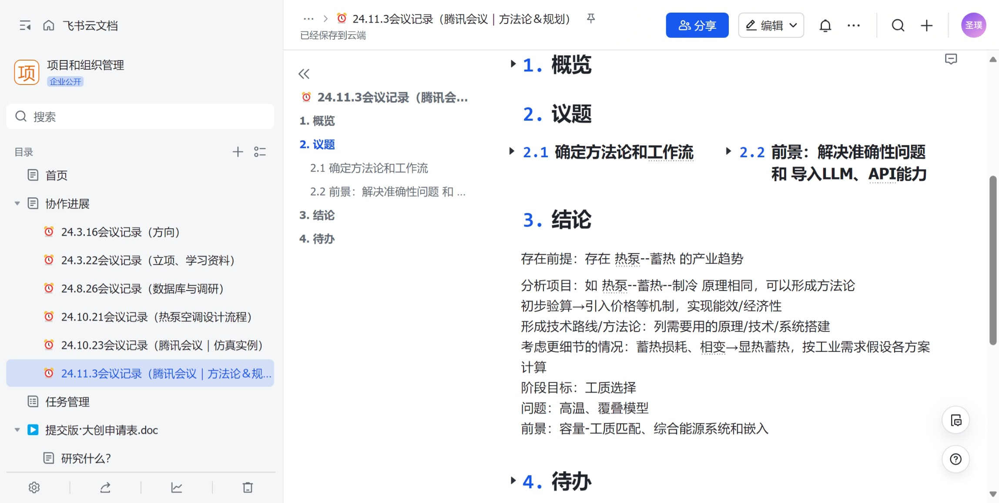 飞书云文档
项
项目和组织管理
企业公开
搜索
目录
首页
协作进展
24.3.16会议记录（方向）
24.3.22会议记录（立项、学习资料）
24.8.26会议记录（数据库与调研）
24.10.21会议记录（热泵空调设计流程）
24.10.23会议记录（腾讯会议｜仿真实例）
24.11.3会议记录（腾讯会议｜方法论＆规...
任务管理
提交版·大创申请表.doc
研究什么？
... > 24.11.3会议记录（腾讯会议｜方法论＆规划）
已经保存到云端
分享
编辑
圣璞
24.11.3会议记录（腾讯会...
1. 概览
2. 议题
2.1 确定方法论和工作流
2.2 前景：解决准确性问题 和 ...
3. 结论
4. 待办
1. 概览
2. 议题
2.1 确定方法论和工作流
2.2 前景：解决准确性问题
和 导入LLM、API能力
3. 结论
存在前提：存在 热泵--蓄热 的产业趋势
分析项目：如 热泵--蓄热--制冷 原理相同，可以形成方法论
初步验算→引入价格等机制，实现能效/经济性
形成技术路线/方法论：列需要用的原理/技术/系统搭建
考虑更细节的情况：蓄热损耗、相变→显热蓄热，按工业需求假设各方案
计算
阶段目标：工质选择
问题：高温、覆叠模型
前景：容量-工质匹配、综合能源系统和嵌入
4. 待办